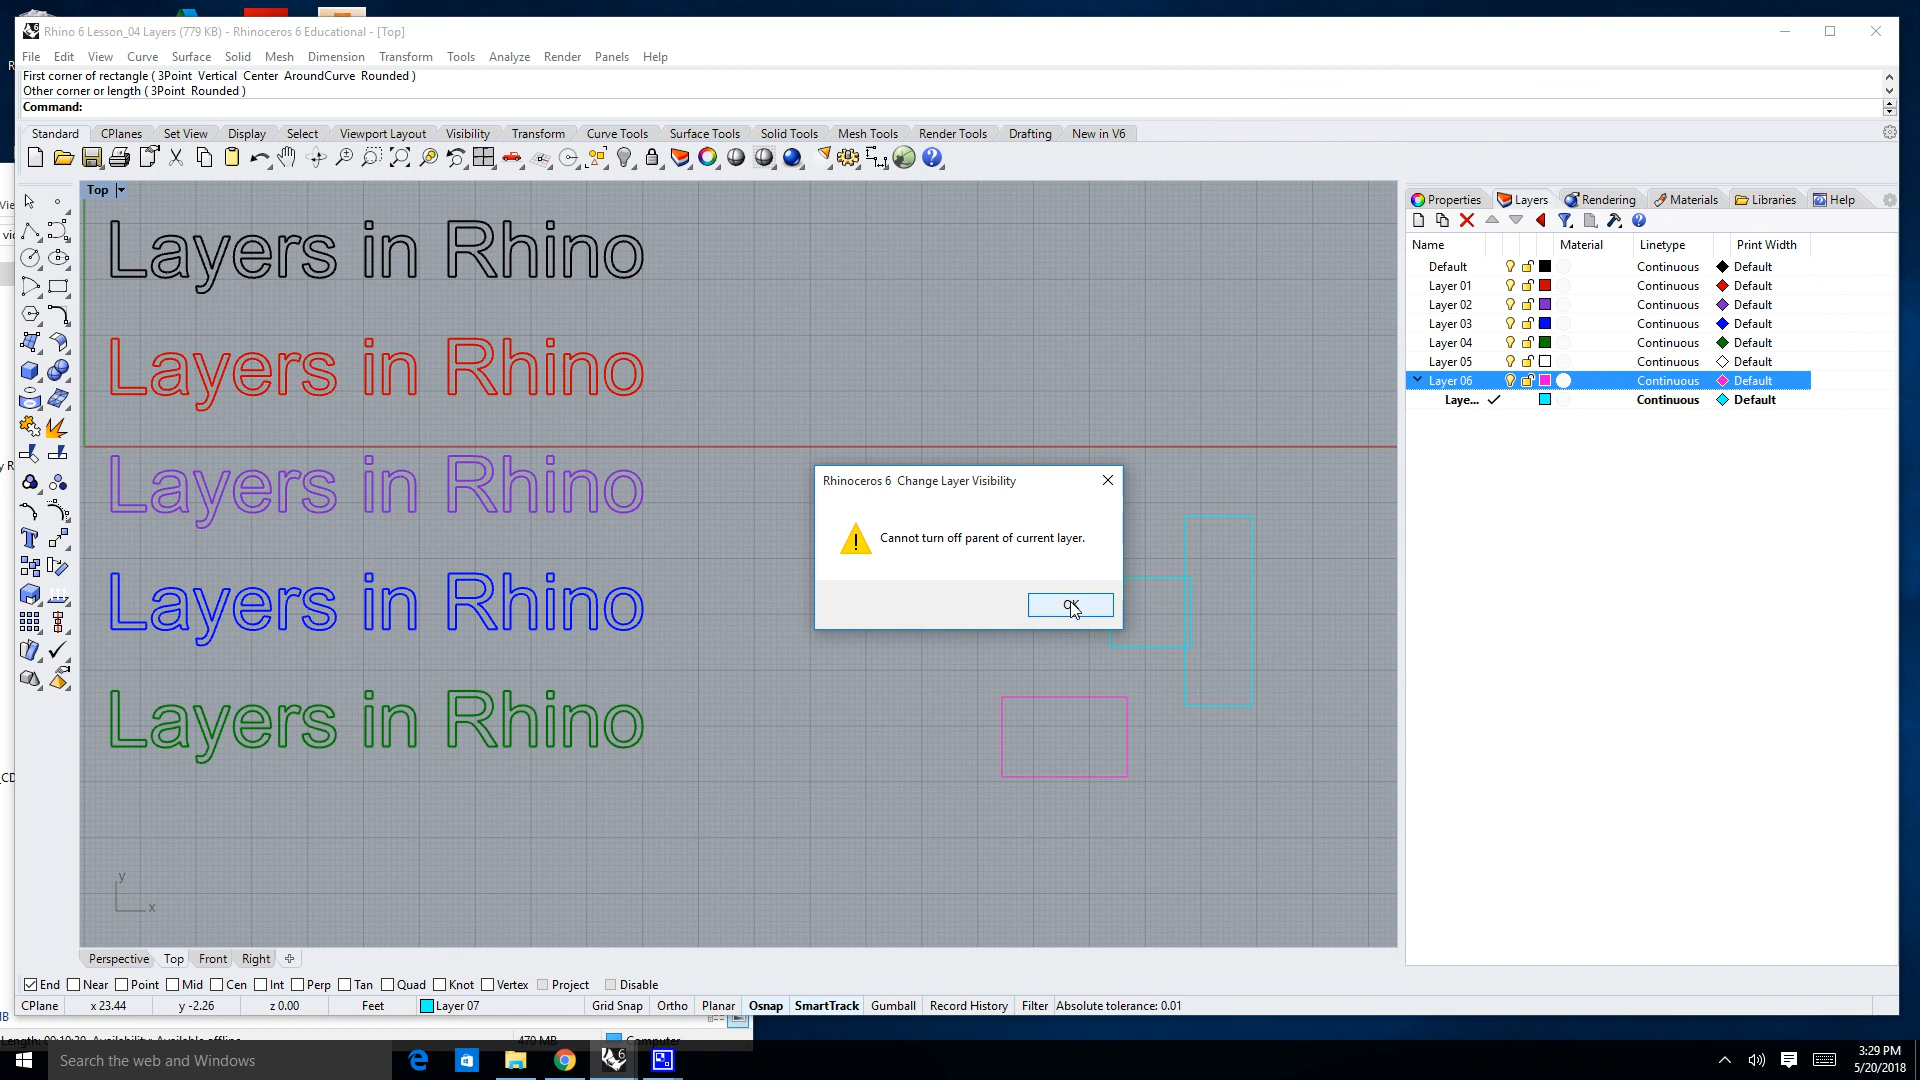 Rhino 6 Lesson_04 Layers (779 KB) - Rhinoceros 6 Educational - [Top]
File Edit View Curve Surface Solid Mesh Dimension Transform Tools Analyze Render Panels Help
First corner of rectangle ( 3Point Vertical Center AroundCurve Rounded )
Other corner or length ( 3Point Rounded )
Command:
Standard CPlanes Set View Display Select Viewport Layout Visibility Transform Curve Tools Surface Tools Solid Tools Mesh Tools Render Tools Drafting New in V6
Top
Properties Layers Rendering Materials Libraries Help
Name Material Linetype Print Width
Default Continuous Default
Layer 01 Continuous Default
Layer 02 Continuous Default
Layer 03 Continuous Default
Layer 04 Continuous Default
Layer 05 Continuous Default
Layer 06 Continuous Default
Laye... Continuous Default
Layers in Rhino
Layers in Rhino
Layers in Rhino
Layers in Rhino
Layers in Rhino
Rhinoceros 6 Change Layer Visibility
Cannot turn off parent of current layer.
OK
y
x
Perspective Top Front Right
End Near Point Mid Cen Int Perp Tan Quad Knot Vertex Project Disable
CPlane x 23.44 y -2.26 z 0.00 Feet Layer 07 Grid Snap Ortho Planar Osnap SmartTrack Gumball Record History Filter Absolute tolerance: 0.01
470 MB Computer
Search the web and Windows
3:29 PM
5/20/2018